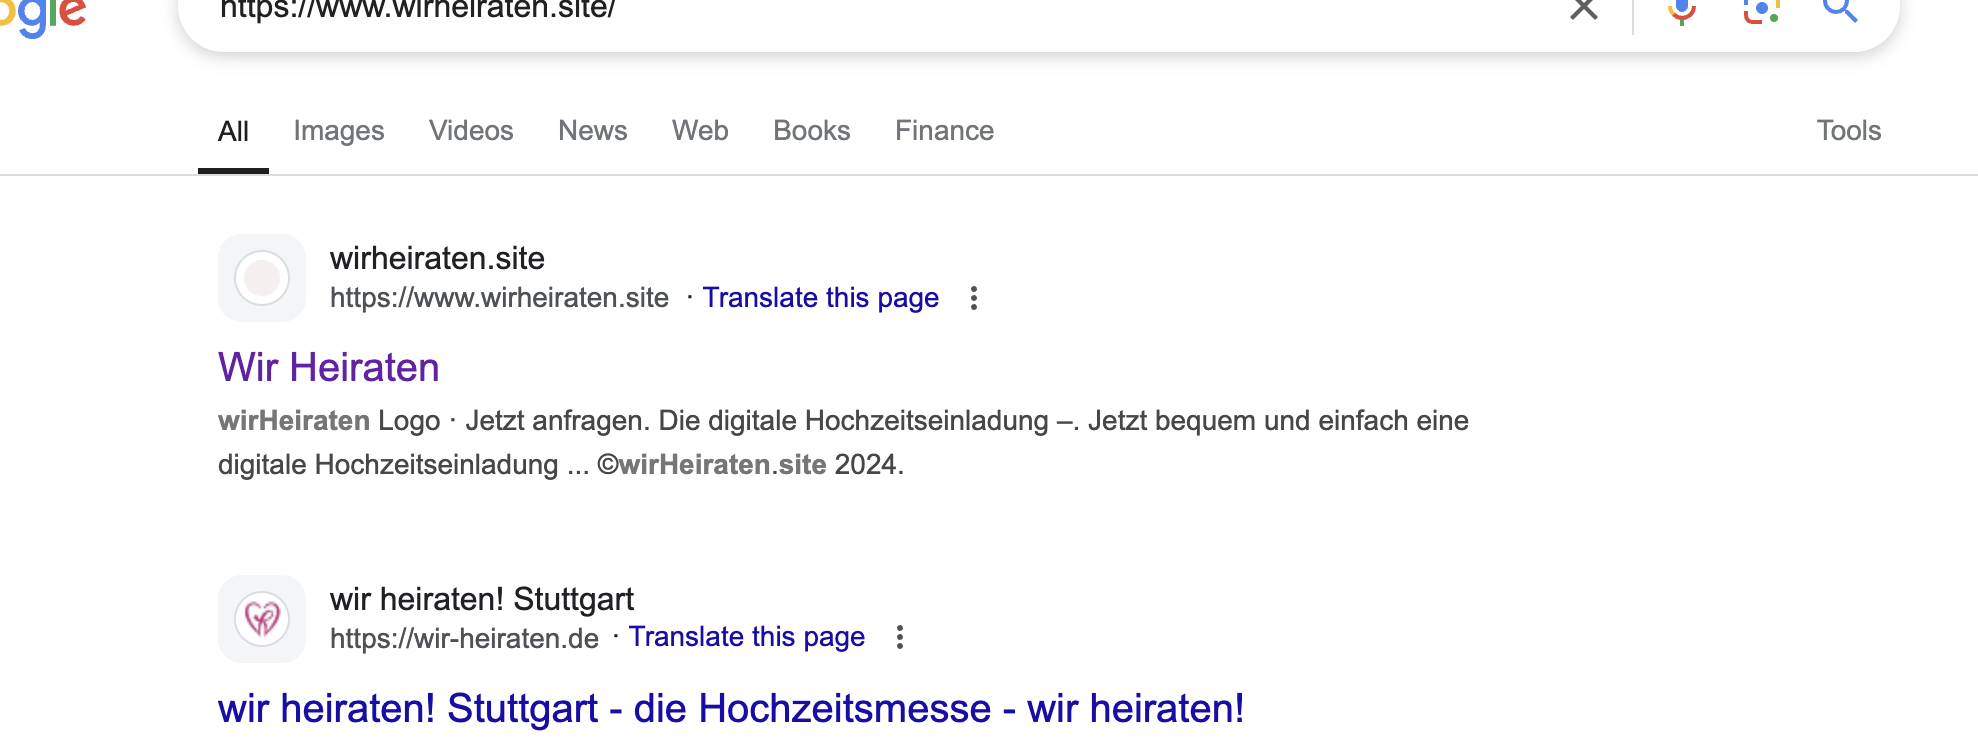 ogle
https://www.wirheiraten.site/
All Images Videos News Web Books Finance Tools
wirheiraten.site
https://www.wirheiraten.site · Translate this page
Wir Heiraten
wirHeiraten Logo · Jetzt anfragen. Die digitale Hochzeitseinladung –. Jetzt bequem und einfach eine
digitale Hochzeitseinladung ... ©wirHeiraten.site 2024.
wir heiraten! Stuttgart
https://wir-heiraten.de · Translate this page
wir heiraten! Stuttgart - die Hochzeitsmesse - wir heiraten!